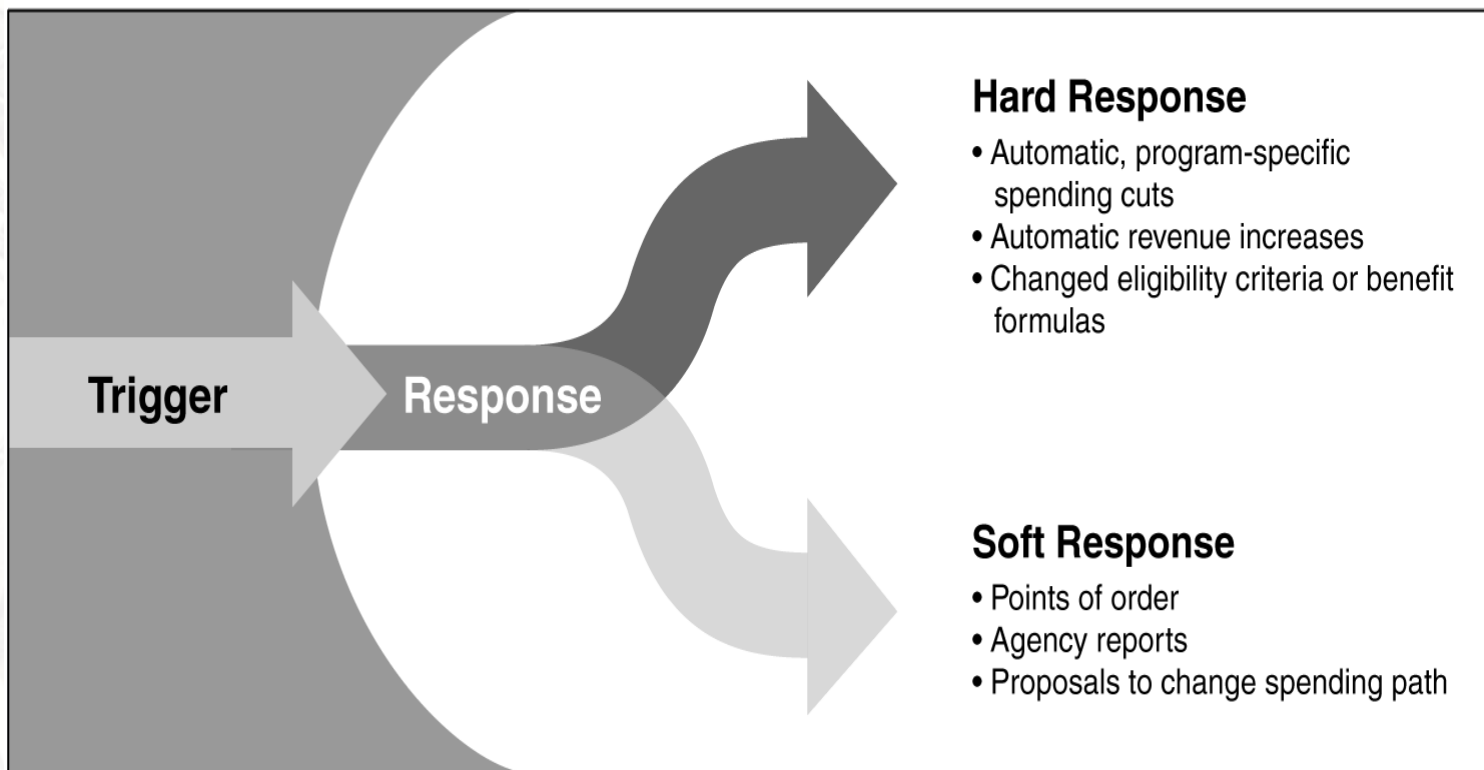 Trigger
Response
Hard Response
• Automatic, program-specific
spending cuts
• Automatic revenue increases
• Changed eligibility criteria or benefit
formulas
Soft Response
• Points of order
• Agency reports
• Proposals to change spending path